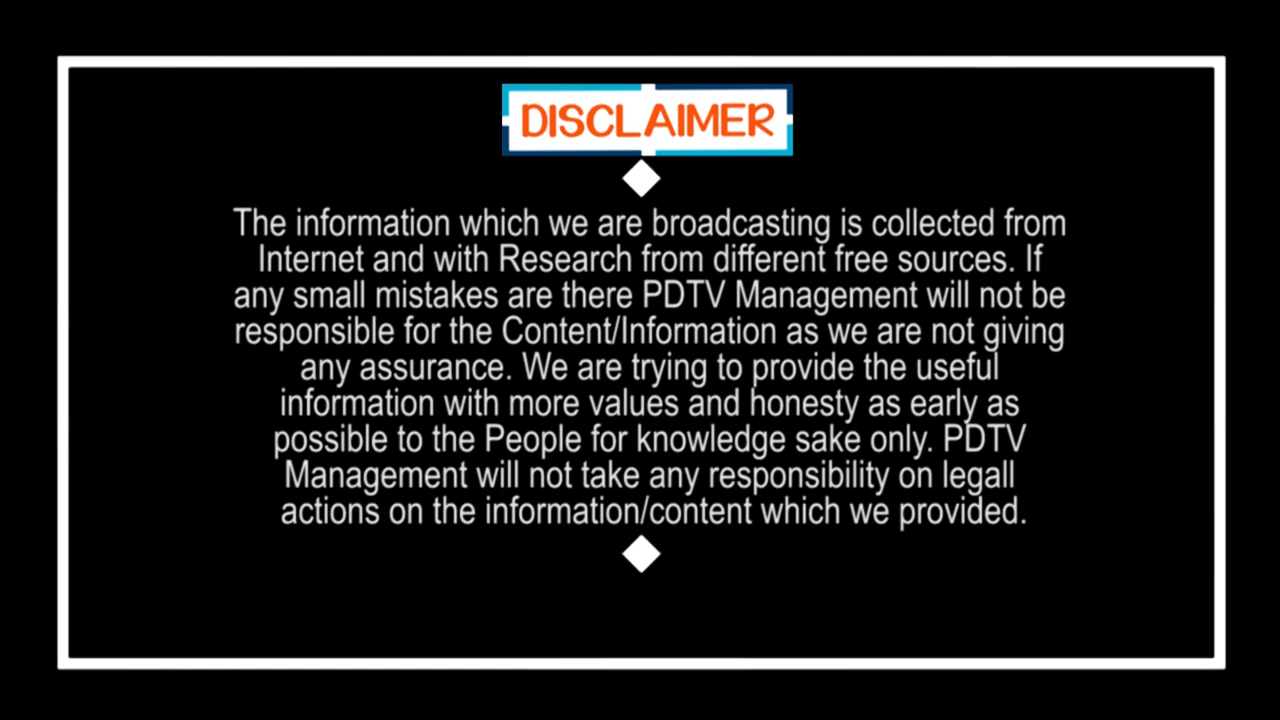 DISCLAIMER
The information which we are broadcasting is collected from
Internet and with Research from different free sources. If
any small mistakes are there PDTV Management will not be
responsible for the Content/Information as we are not giving
any assurance. We are trying to provide the useful
information with more values and honesty as early as
possible to the People for knowledge sake only. PDTV
Management will not take any responsibility on legall
actions on the information/content which we provided.